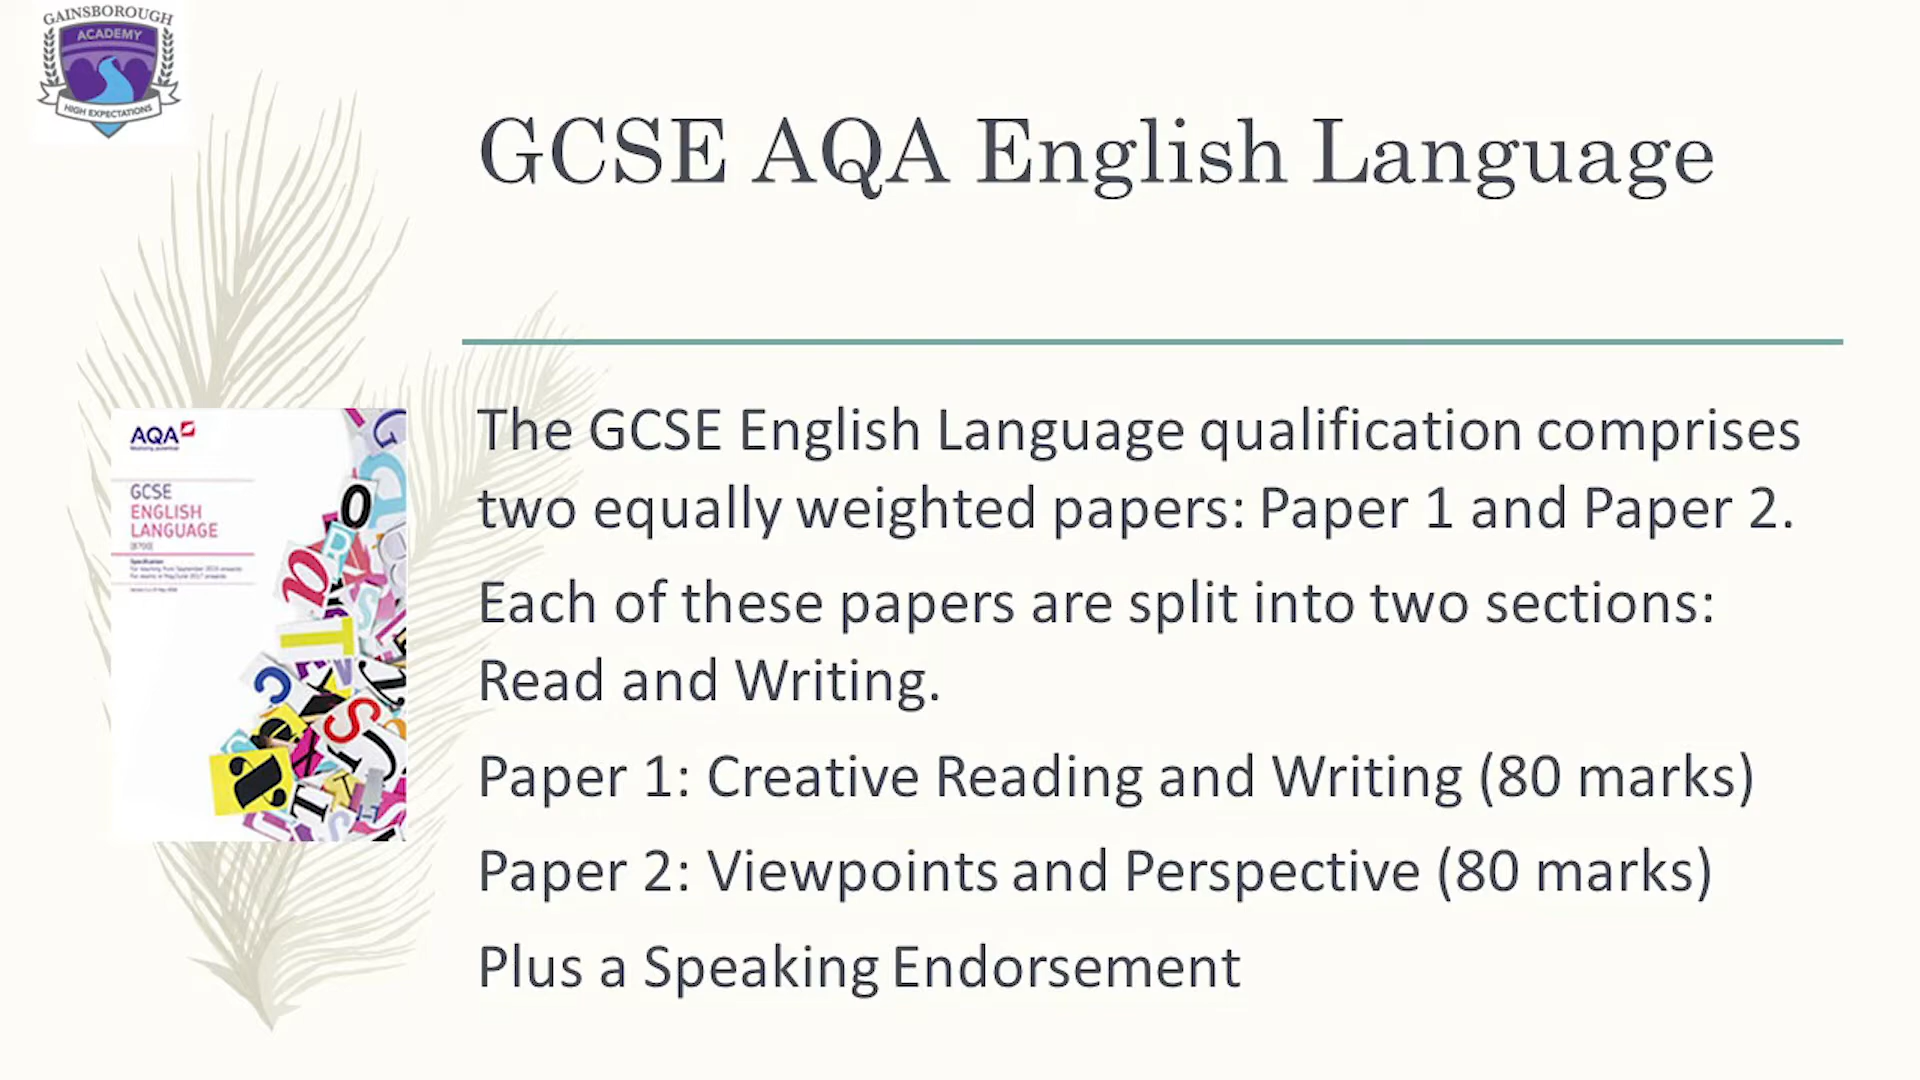 GAINSBOROUGH
ACADEMY
HIGH EXPECTATIONS
GCSE AQA English Language
AQA
GCSE
ENGLISH
LANGUAGE
Specification
The GCSE English Language qualification comprises
two equally weighted papers: Paper 1 and Paper 2.
Each of these papers are split into two sections:
Read and Writing.
Paper 1: Creative Reading and Writing (80 marks)
Paper 2: Viewpoints and Perspective (80 marks)
Plus a Speaking Endorsement